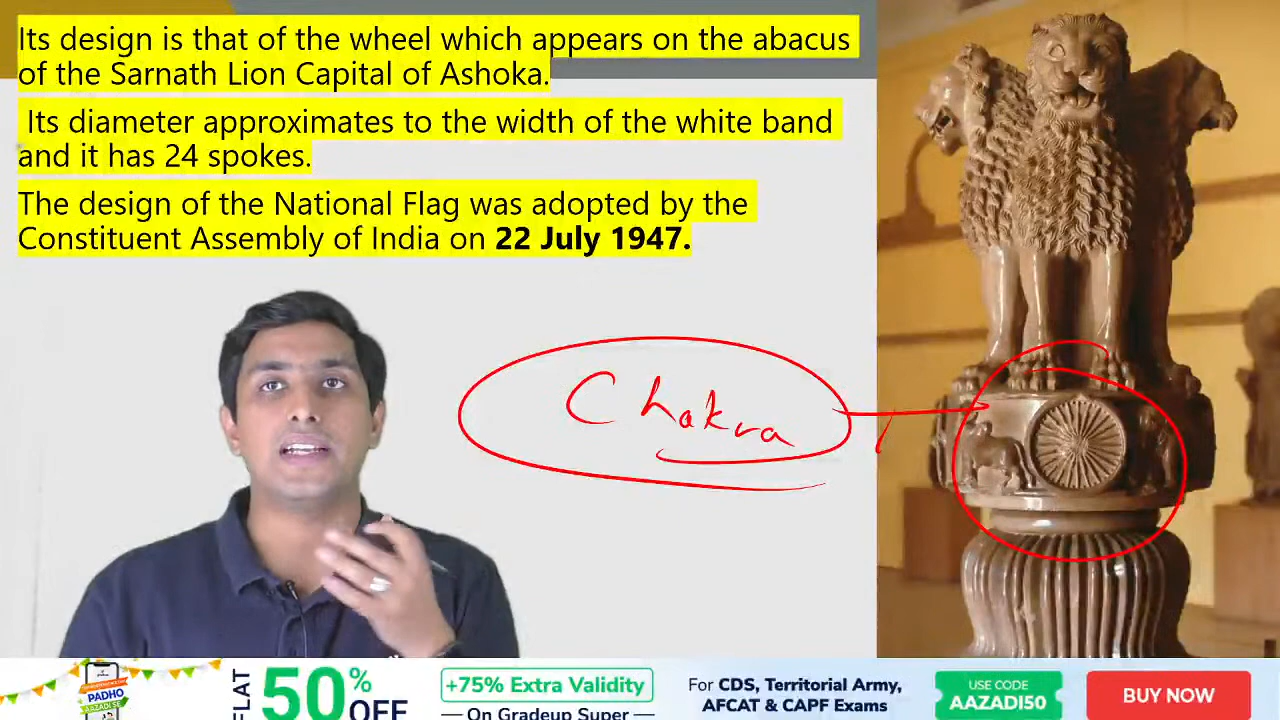 Its design is that of the wheel which appears on the abacus
of the Sarnath Lion Capital of Ashoka.
Its diameter approximates to the width of the white band
and it has 24 spokes.
The design of the National Flag was adopted by the
Constituent Assembly of India on 22 July 1947.
Chakra
PADHO
AAZADI SE
FLAT
50% OFF
+75% Extra Validity
On Gradeup Super
For CDS, Territorial Army,
AFCAT & CAPF Exams
USE CODE
AAZADI50
BUY NOW